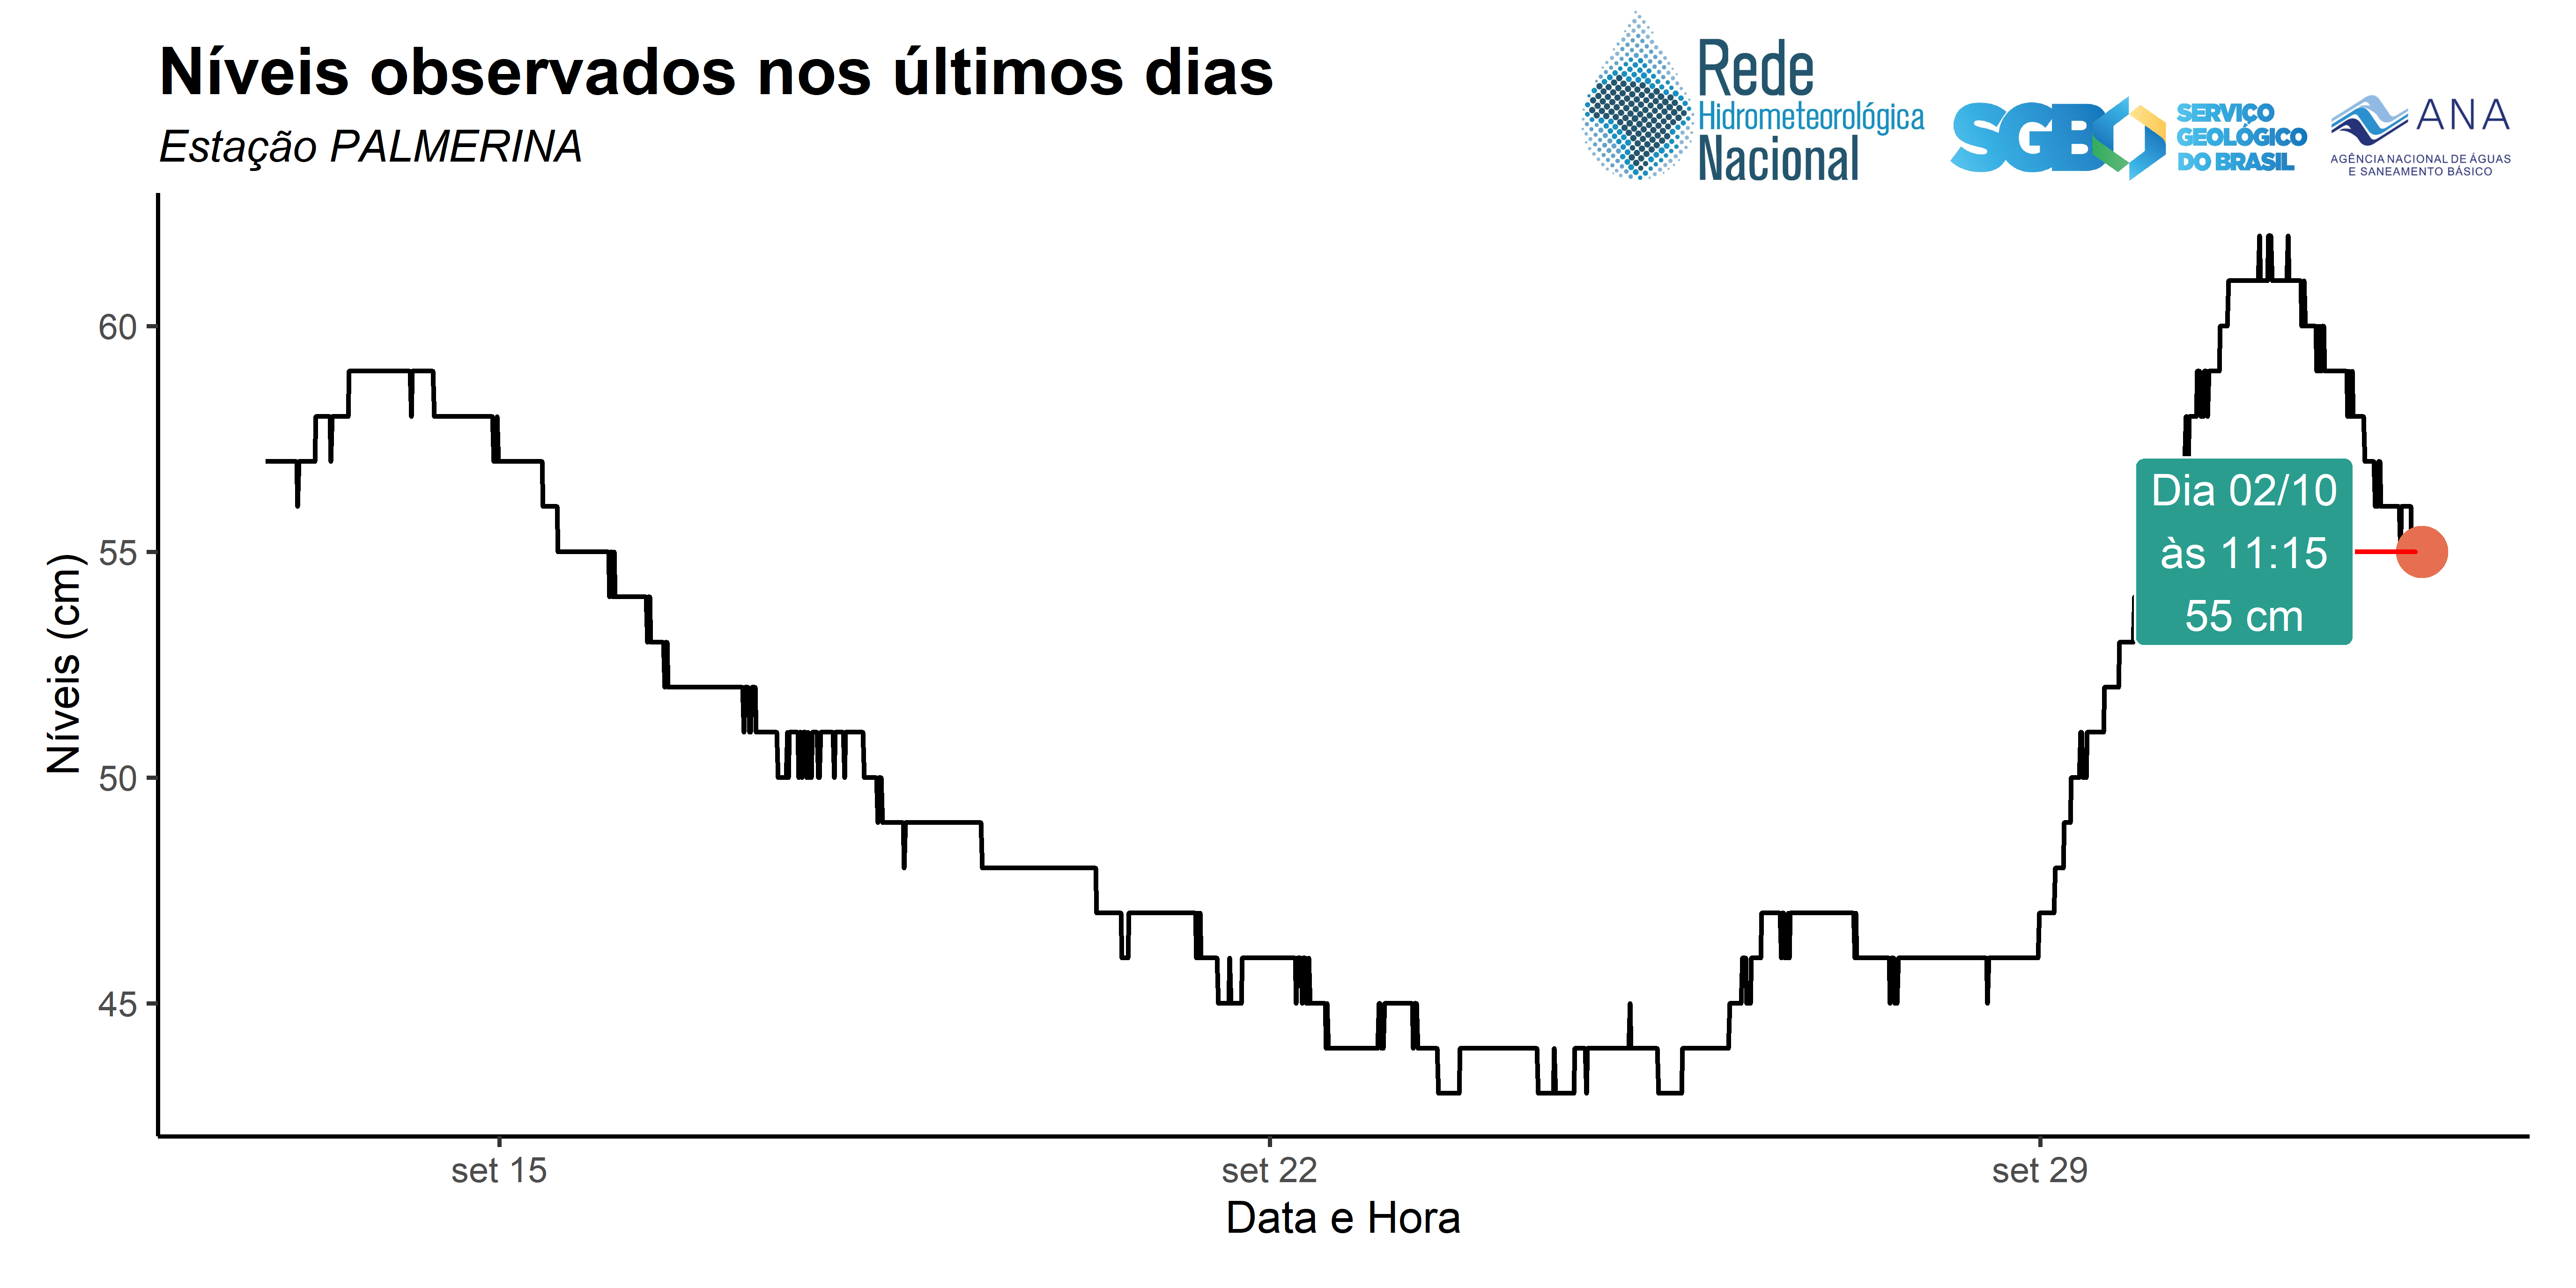 Níveis observados nos últimos dias
Estação PALMERINA
Rede
Hidrometeorológica
Nacional
SGB
SERVIÇO
GEOLÓGICO
DO BRASIL
ANA
AGÊNCIA NACIONAL DE ÁGUAS
E SANEAMENTO BÁSICO
Níveis (cm)
60
55
50
45
Dia 02/10
às 11:15
55 cm
set 15
set 22
set 29
Data e Hora